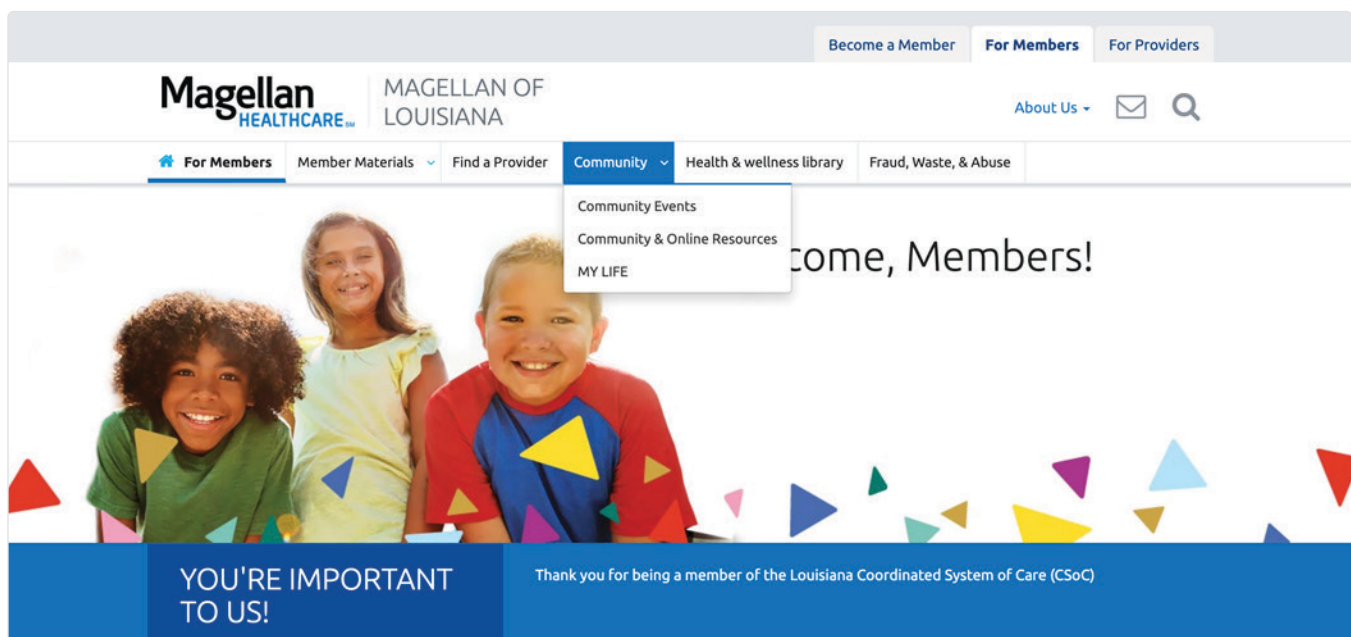 Become a Member For Members For Providers
Magellan
HEALTHCARE SM
MAGELLAN OF
LOUISIANA
About Us
For Members Member Materials Find a Provider Community Health & wellness library Fraud, Waste, & Abuse
Community Events
Community & Online Resources
MY LIFE
come, Members!
YOU'RE IMPORTANT
TO US!
Thank you for being a member of the Louisiana Coordinated System of Care (CSoC)